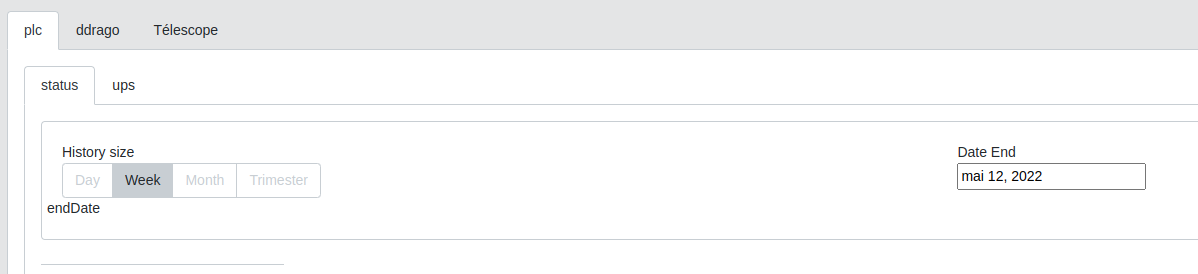 plc ddrago Télescope
status ups
History size Date End
Day Week Month Trimester mai 12, 2022
endDate